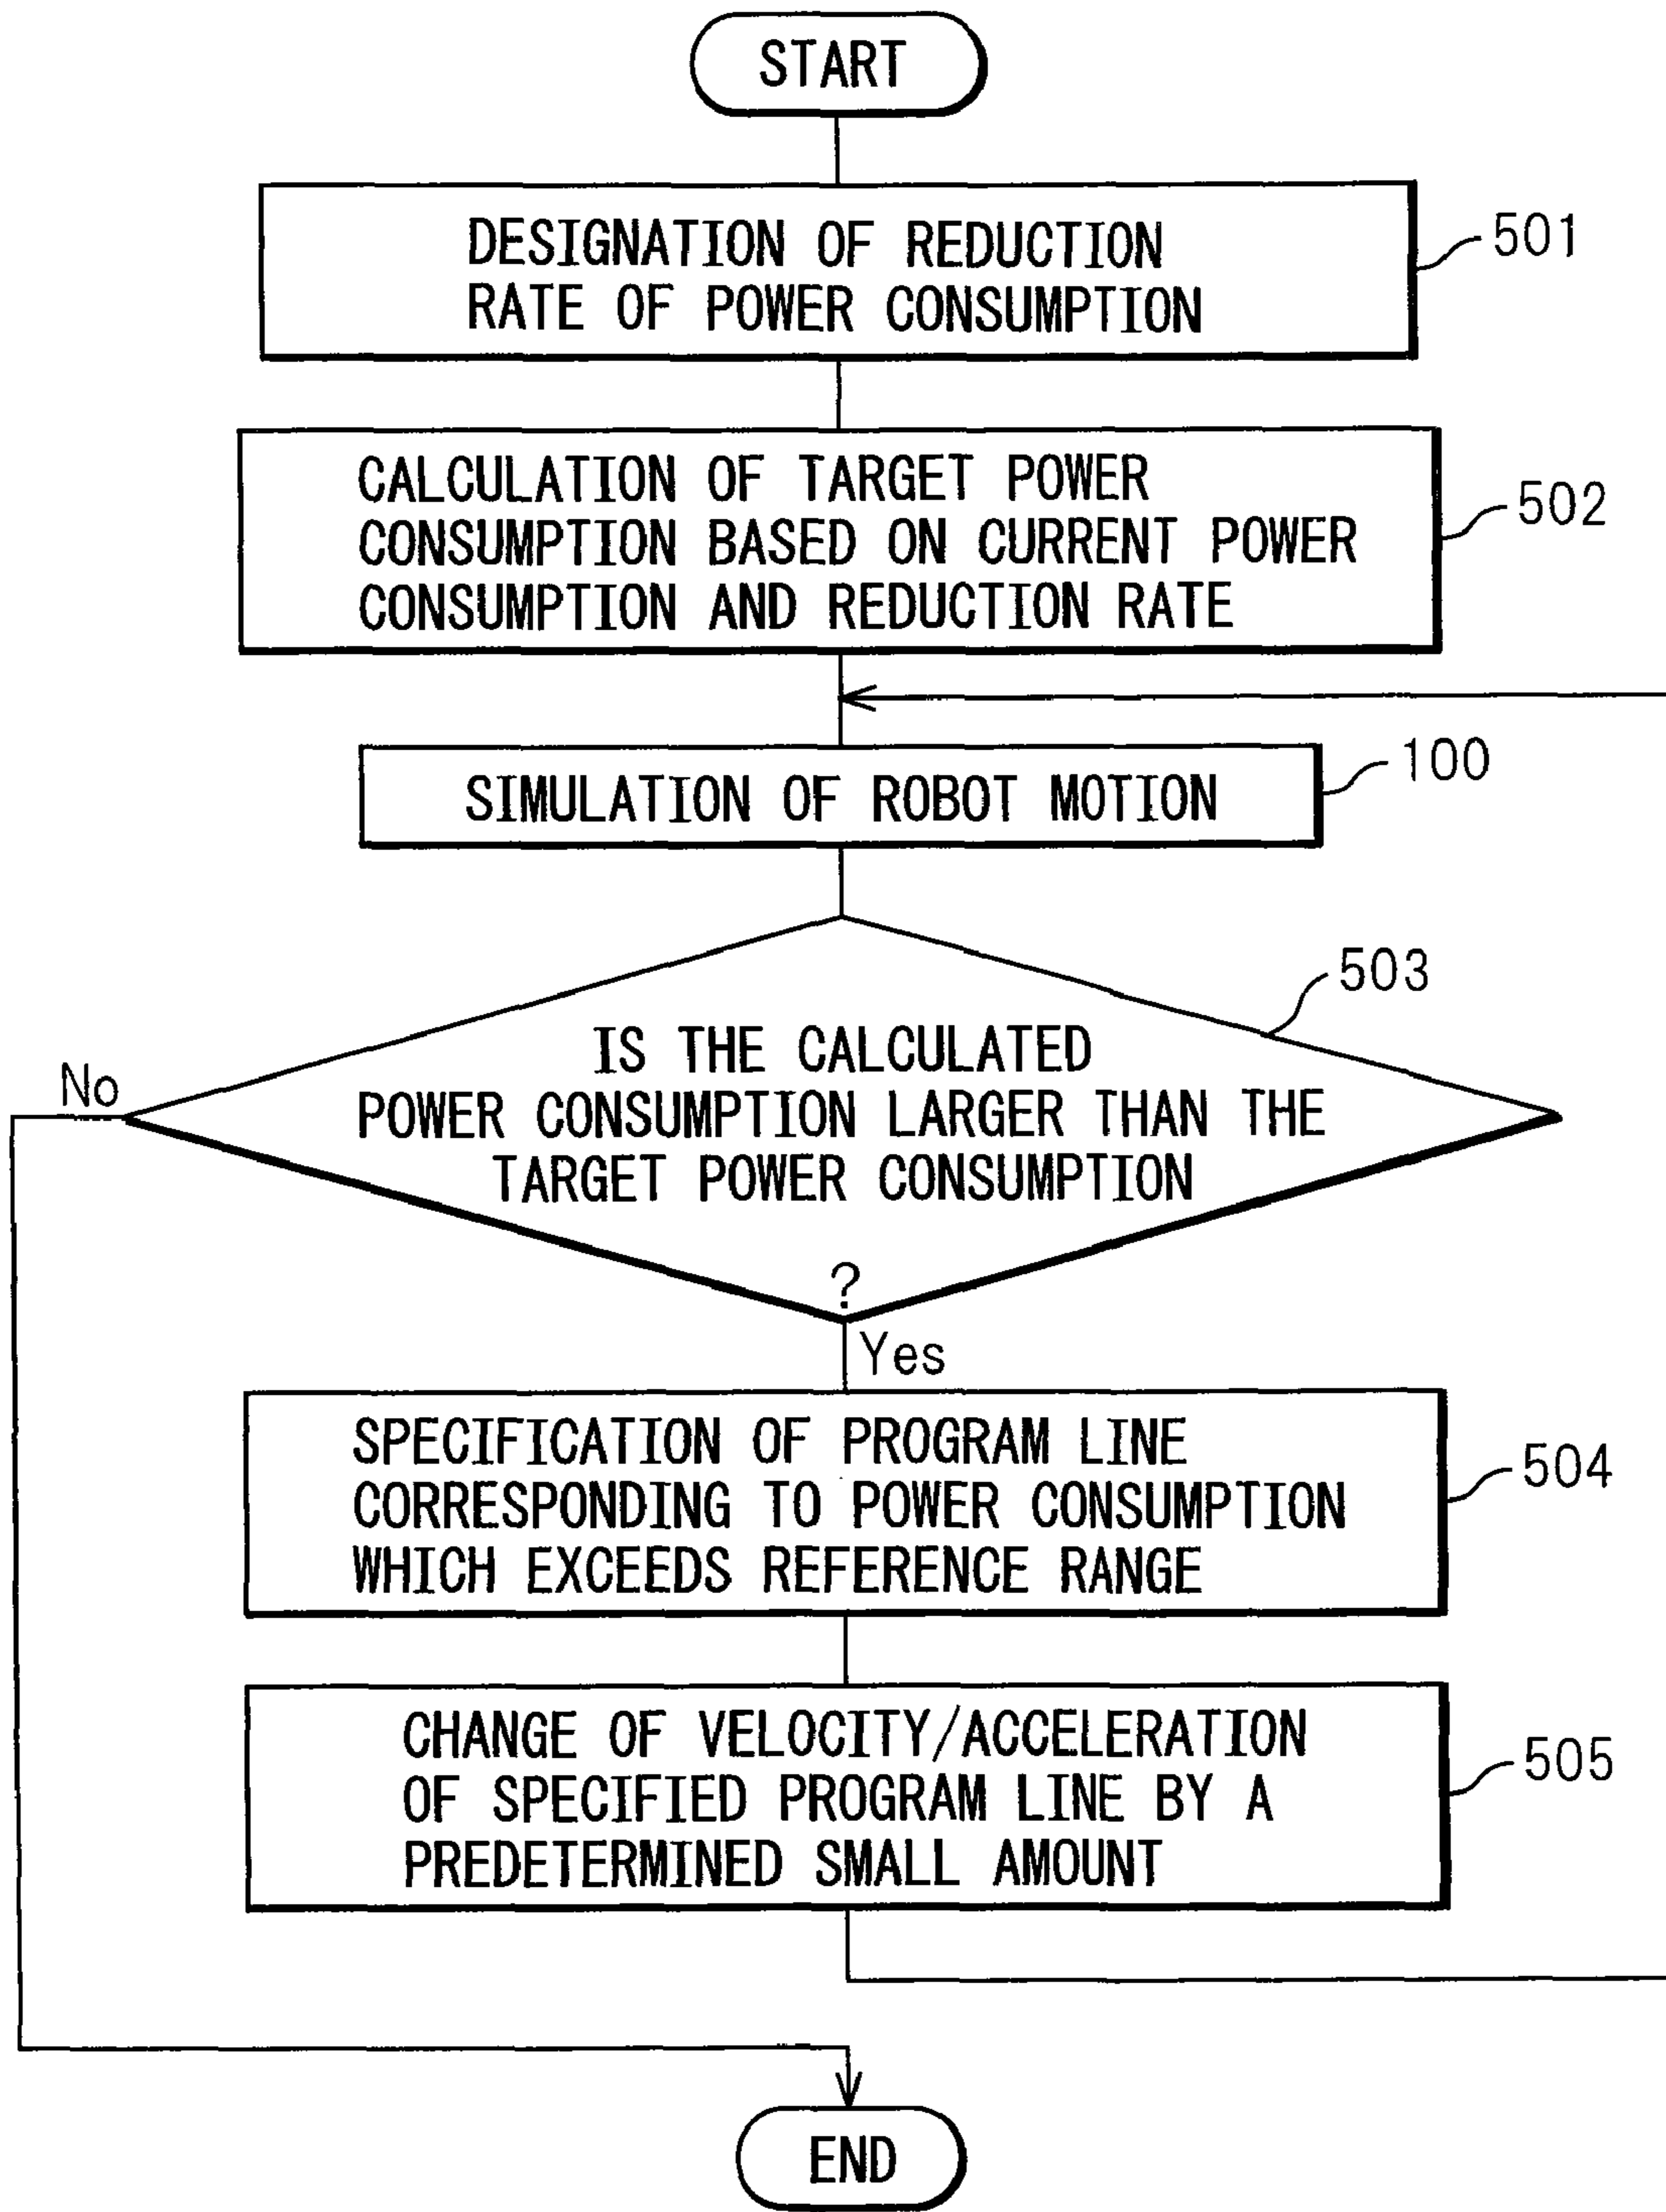 START
DESIGNATION OF REDUCTION
RATE OF POWER CONSUMPTION
501
CALCULATION OF TARGET POWER
CONSUMPTION BASED ON CURRENT POWER
CONSUMPTION AND REDUCTION RATE
502
SIMULATION OF ROBOT MOTION
100
503
IS THE CALCULATED
POWER CONSUMPTION LARGER THAN THE
TARGET POWER CONSUMPTION
?
No
Yes
SPECIFICATION OF PROGRAM LINE
CORRESPONDING TO POWER CONSUMPTION
WHICH EXCEEDS REFERENCE RANGE
504
CHANGE OF VELOCITY/ACCELERATION
OF SPECIFIED PROGRAM LINE BY A
PREDETERMINED SMALL AMOUNT
505
END